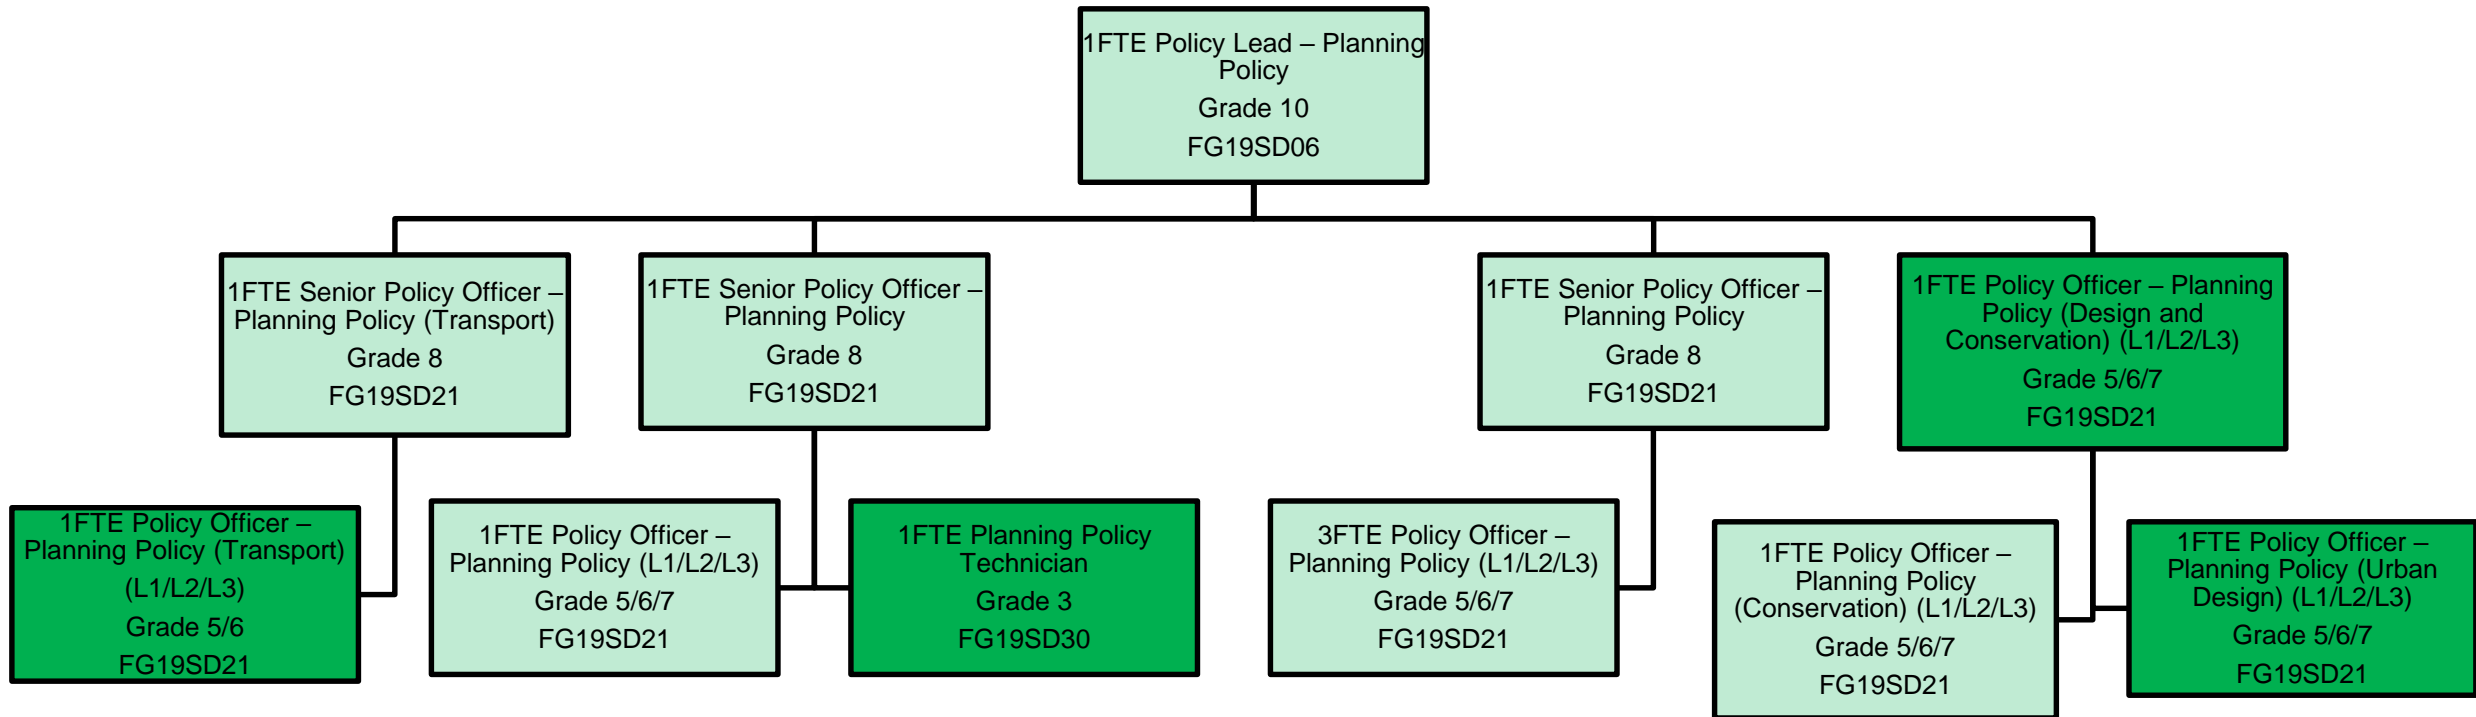 1FTE Policy Lead – Planning
Policy
Grade 10
FG19SD06
1FTE Senior Policy Officer –
Planning Policy (Transport)
Grade 8
FG19SD21
1FTE Senior Policy Officer –
Planning Policy
Grade 8
FG19SD21
1FTE Senior Policy Officer –
Planning Policy
Grade 8
FG19SD21
1FTE Policy Officer – Planning
Policy (Design and
Conservation) (L1/L2/L3)
Grade 5/6/7
FG19SD21
1FTE Policy Officer –
Planning Policy (Transport)
(L1/L2/L3)
Grade 5/6
FG19SD21
1FTE Policy Officer –
Planning Policy (L1/L2/L3)
Grade 5/6/7
FG19SD21
1FTE Planning Policy
Technician
Grade 3
FG19SD30
3FTE Policy Officer –
Planning Policy (L1/L2/L3)
Grade 5/6/7
FG19SD21
1FTE Policy Officer –
Planning Policy
(Conservation) (L1/L2/L3)
Grade 5/6/7
FG19SD21
1FTE Policy Officer –
Planning Policy (Urban
Design) (L1/L2/L3)
Grade 5/6/7
FG19SD21